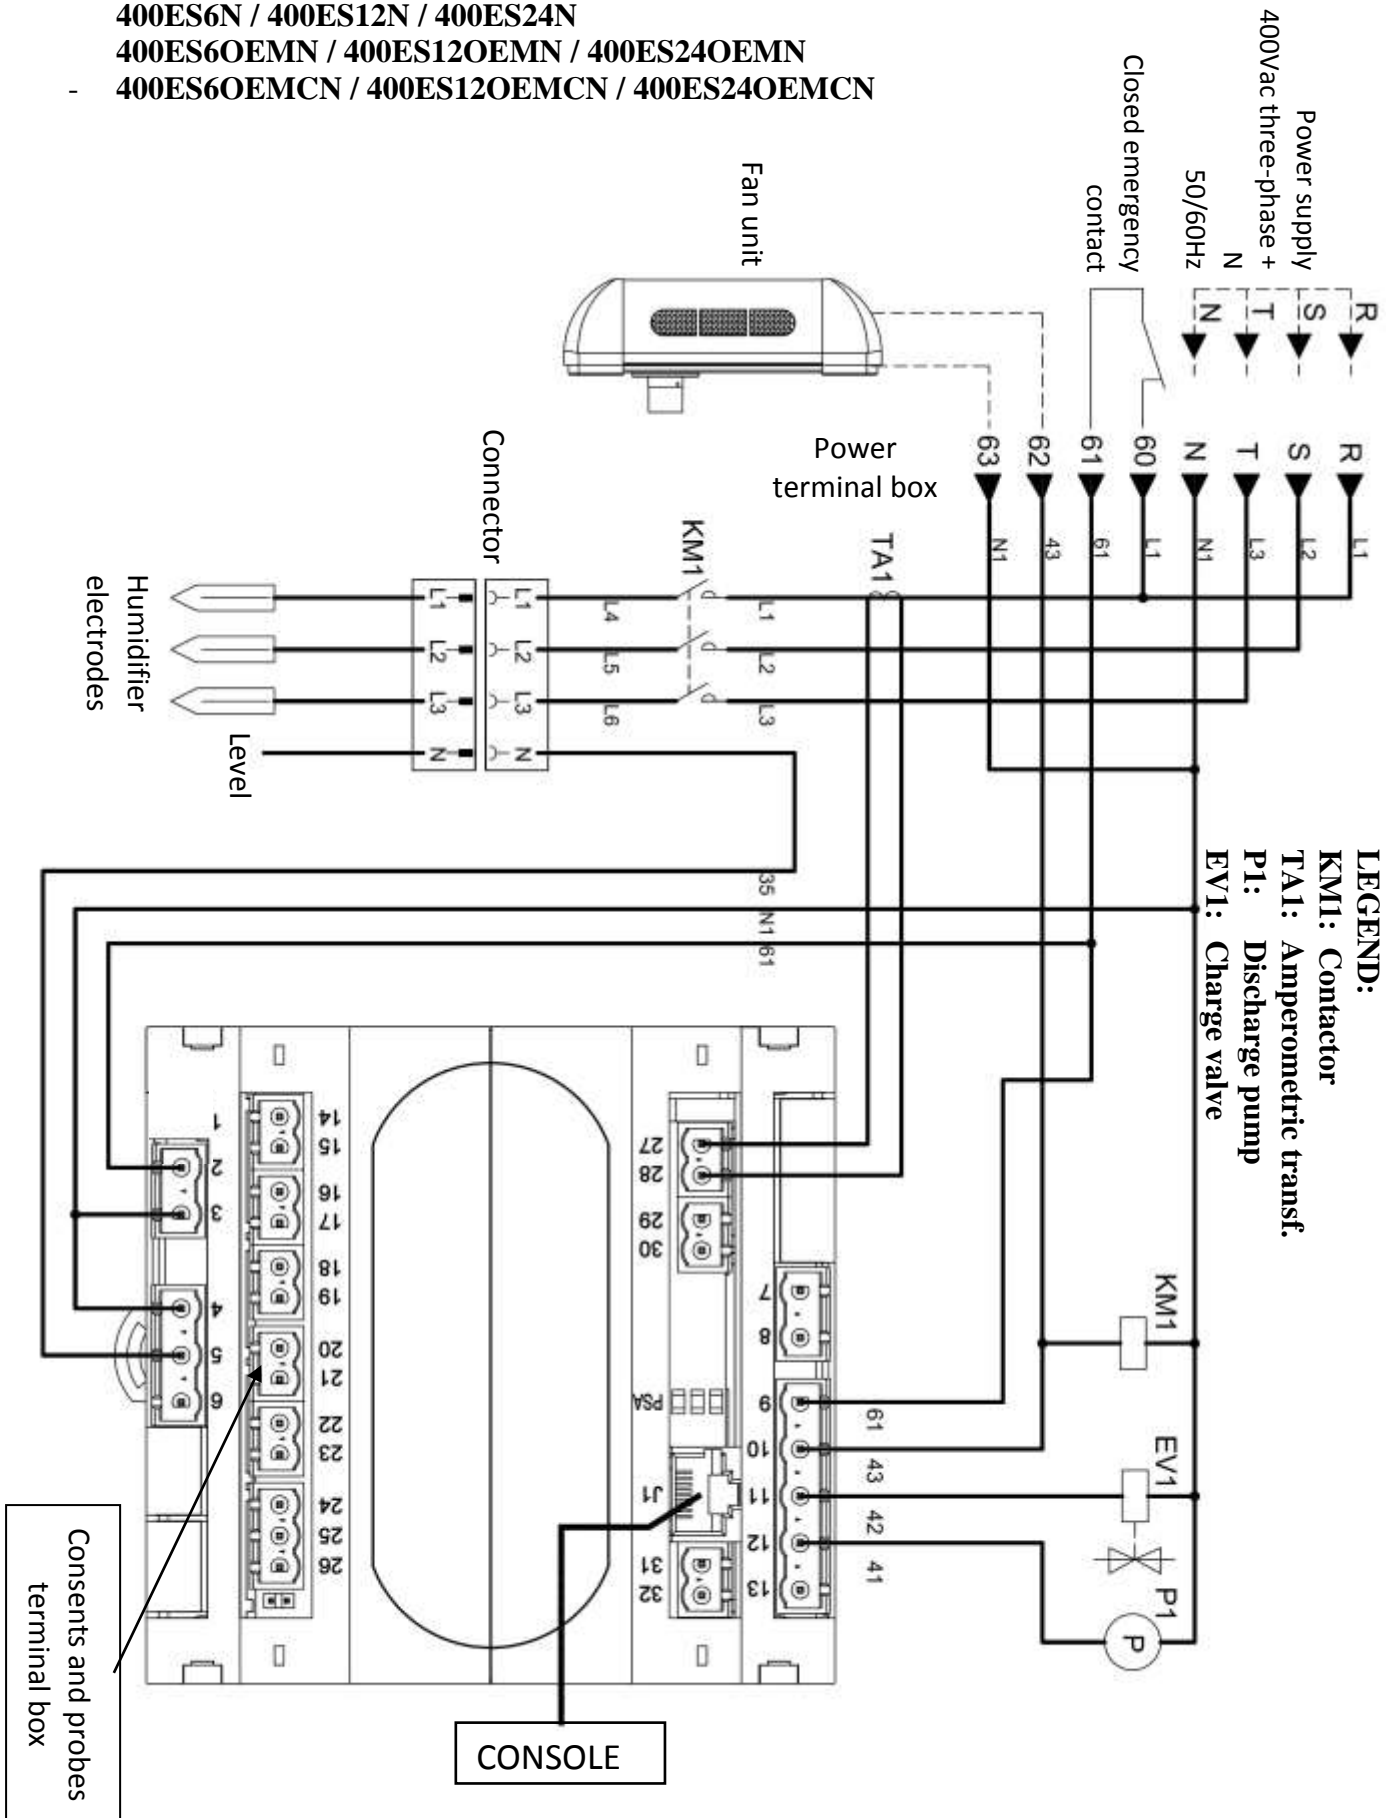 400ES6N / 400ES12N / 400ES24N
400ES6OEMN / 400ES12OEMN / 400ES24OEMN
- 400ES6OEMCN / 400ES12OEMCN / 400ES24OEMCN
Power supply
400Vac three-phase +
N
50/60Hz
Closed emergency
contact
Fan unit
R
S
T
N
R
S
T
N
60
61
62
63
Power
terminal box
L1
L2
L3
N1
L1
61
43
N1
TA1
KM1
Connector
L1
L2
L3
L4
L5
L6
L1
L2
L3
N
L1
L2
L3
N
Humidifier
electrodes
Level
35
N1
61
LEGEND:
KM1: Contactor
TA1: Amperometric transf.
P1: Discharge pump
EV1: Charge valve
1
2
3
4
5
6
14
15
16
17
18
19
20
21
22
23
24
25
26
27
28
29
30
PSA
J1
31
32
7
8
9
10
11
12
13
61
43
42
41
KM1
EV1
P1
P
CONSOLE
Consents and probes
terminal box